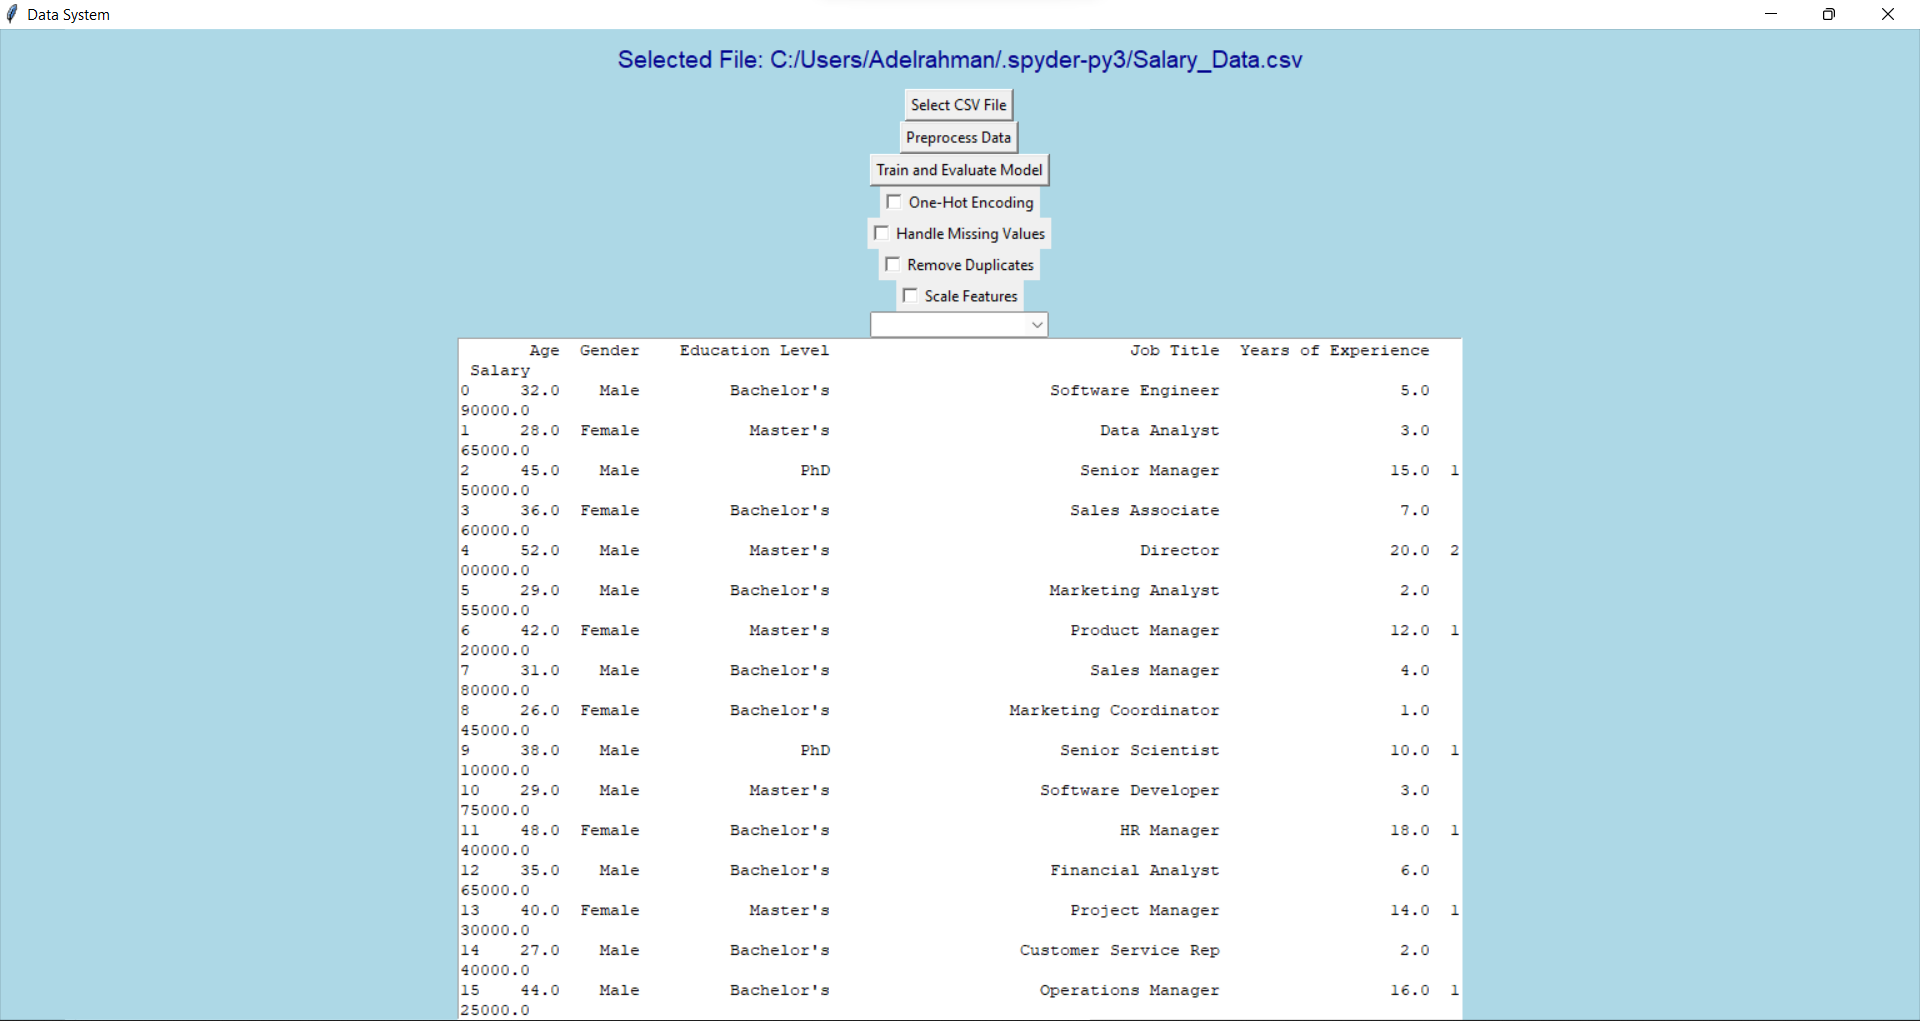 Data System
Selected File: C:/Users/Adelrahman/.spyder-py3/Salary_Data.csv
Select CSV File
Preprocess Data
Train and Evaluate Model
One-Hot Encoding
Handle Missing Values
Remove Duplicates
Scale Features
Age Gender Education Level Job Title Years of Experience
Salary
0 32.0 Male Bachelor's Software Engineer 5.0
90000.0
1 28.0 Female Master's Data Analyst 3.0
65000.0
2 45.0 Male PhD Senior Manager 15.0 1
50000.0
3 36.0 Female Bachelor's Sales Associate 7.0
60000.0
4 52.0 Male Master's Director 20.0 2
00000.0
5 29.0 Male Bachelor's Marketing Analyst 2.0
55000.0
6 42.0 Female Master's Product Manager 12.0 1
20000.0
7 31.0 Male Bachelor's Sales Manager 4.0
80000.0
8 26.0 Female Bachelor's Marketing Coordinator 1.0
45000.0
9 38.0 Male PhD Senior Scientist 10.0 1
10000.0
10 29.0 Male Master's Software Developer 3.0
75000.0
11 48.0 Female Bachelor's HR Manager 18.0 1
40000.0
12 35.0 Male Bachelor's Financial Analyst 6.0
65000.0
13 40.0 Female Master's Project Manager 14.0 1
30000.0
14 27.0 Male Bachelor's Customer Service Rep 2.0
40000.0
15 44.0 Male Bachelor's Operations Manager 16.0 1
25000.0